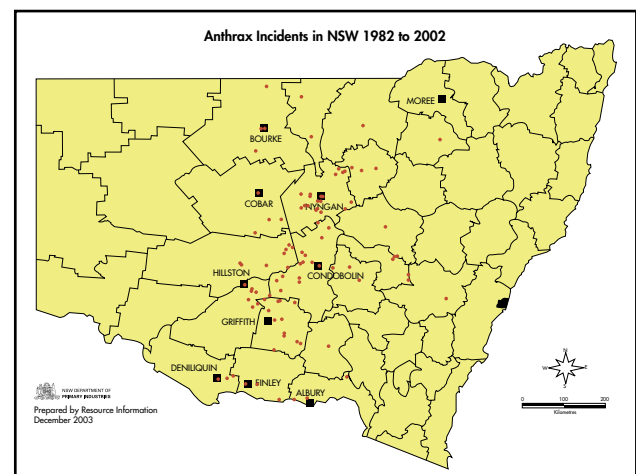 Anthrax Incidents in NSW 1982 to 2002
MOREE
BOURKE
COBAR
NYNGAN
HILLSTON
CONDOBOLIN
GRIFFITH
DENILIQUIN
FINLEY
ALBURY
N
W E
S
NEW DEPARTMENT OF
PRIMARY INDUSTRIES
Prepared by Resource Information
December 2003
0 100 200
Kilometres